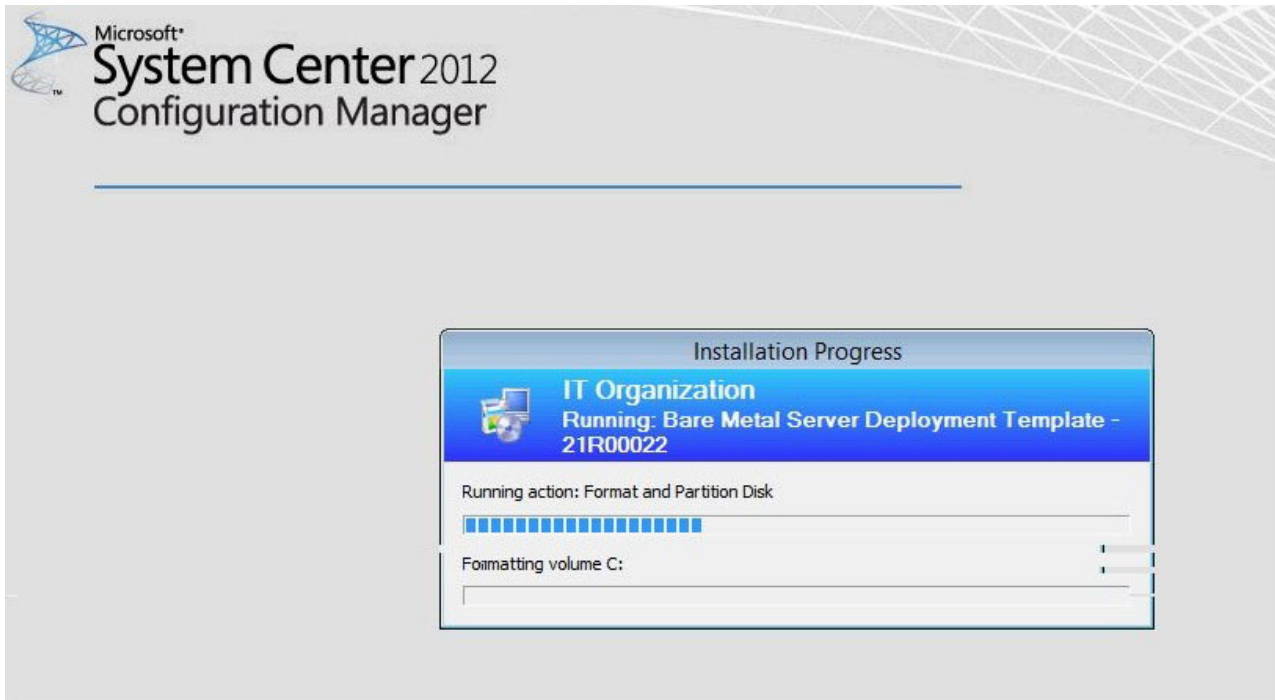 Microsoft®
System Center 2012
™
Configuration Manager
Installation Progress
IT Organization
Running: Bare Metal Server Deployment Template -
21R00022
Running action: Format and Partition Disk
Formatting volume C: